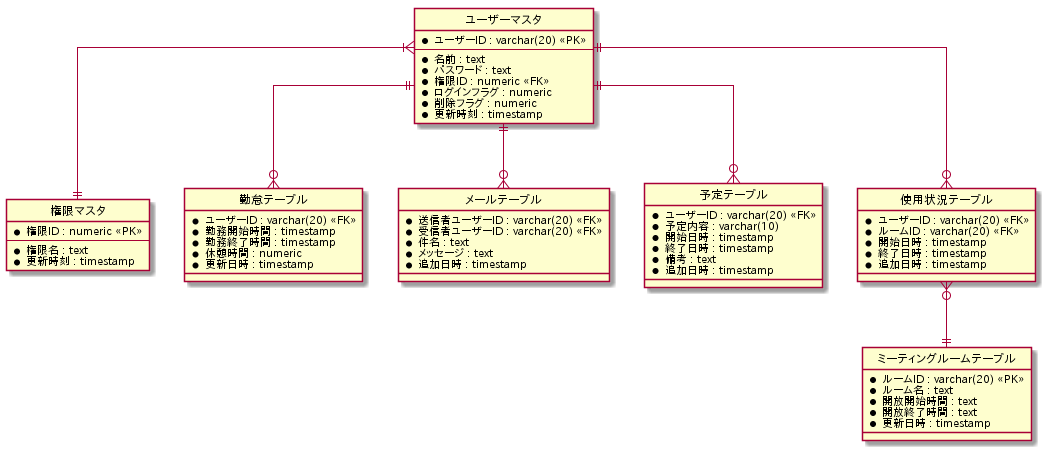 ユーザーマスタ
ユーザーID : varchar(20) «PK»
名前 : text
パスワード : text
権限ID : numeric «FK»
ログインフラグ : numeric
削除フラグ : numeric
更新時刻 : timestamp
権限マスタ
権限ID : numeric «PK»
権限名 : text
更新時刻 : timestamp
勤怠テーブル
ユーザーID : varchar(20) «FK»
勤務開始時間 : timestamp
勤務終了時間 : timestamp
休憩時間 : numeric
更新日時 : timestamp
メールテーブル
送信者ユーザーID : varchar(20) «FK»
受信者ユーザーID : varchar(20) «FK»
件名 : text
メッセージ : text
追加日時 : timestamp
予定テーブル
ユーザーID : varchar(20) «FK»
予定内容 : varchar(10)
開始日時 : timestamp
終了日時 : timestamp
備考 : text
追加日時 : timestamp
使用状況テーブル
ユーザーID : varchar(20) «FK»
ルームID : varchar(20) «FK»
開始日時 : timestamp
終了日時 : timestamp
追加日時 : timestamp
ミーティングルームテーブル
ルームID : varchar(20) «PK»
ルーム名 : text
開放開始時間 : text
開放終了時間 : text
更新日時 : timestamp